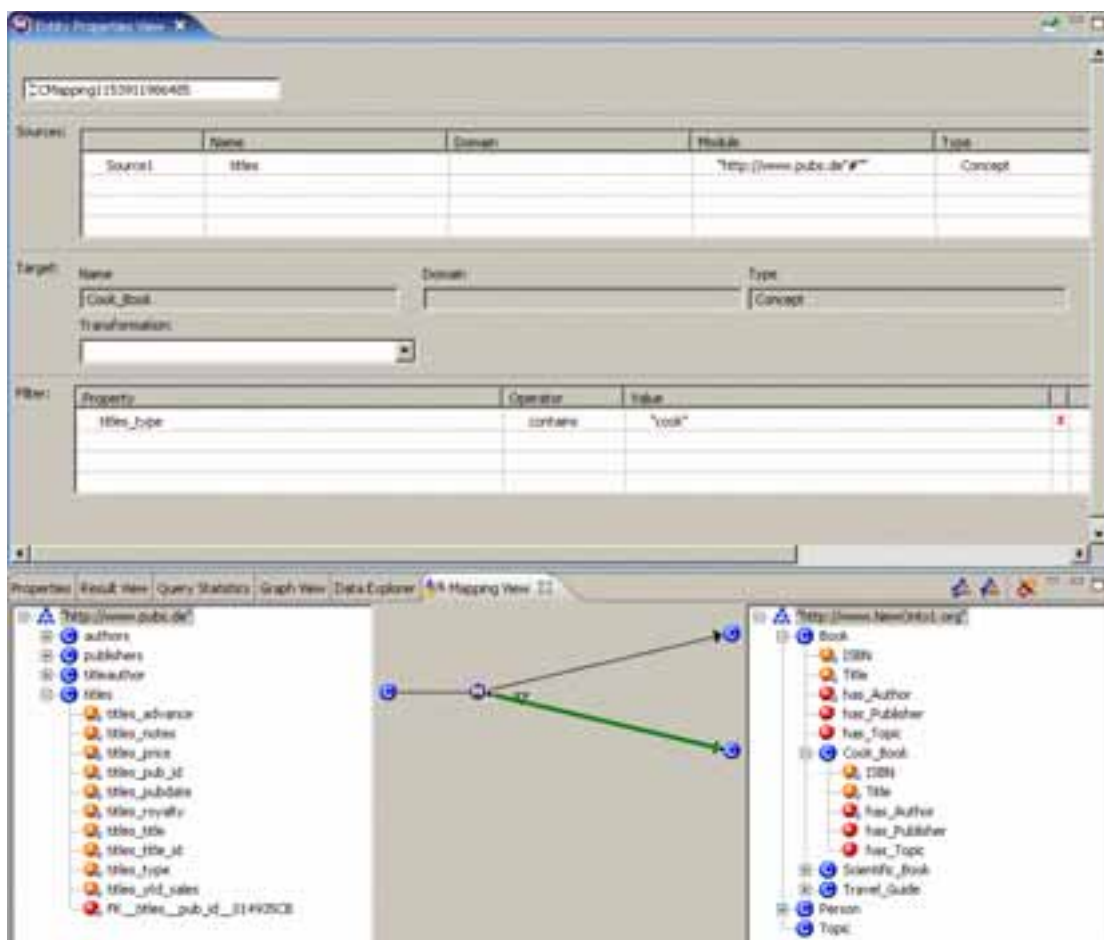 Entity Properties View
CCMapping1153911986485
Sources:
Name Domain Module Type
Source1 titles "http://www.pubs.de"#"" Concept
Target:
Name Domain Type
Cook_Book Concept
Transformation:
Filter:
Property Operator Value
titles_type contains "cook" x
Properties Result View Query Statistics Graph View Data Explorer Mapping View
"http://www.pubs.de"
authors
publishers
titleauthor
titles
titles_advance
titles_notes
titles_price
titles_pub_id
titles_pubdate
titles_royalty
titles_title
titles_title_id
titles_type
titles_ytd_sales
FK__titles__pub_id__014935CB
"http://www.NewOnto1.org"
Book
ISBN
Title
has_Author
has_Publisher
has_Topic
Cook_Book
ISBN
Title
has_Author
has_Publisher
has_Topic
Scientific_Book
Travel_Guide
Person
Topic